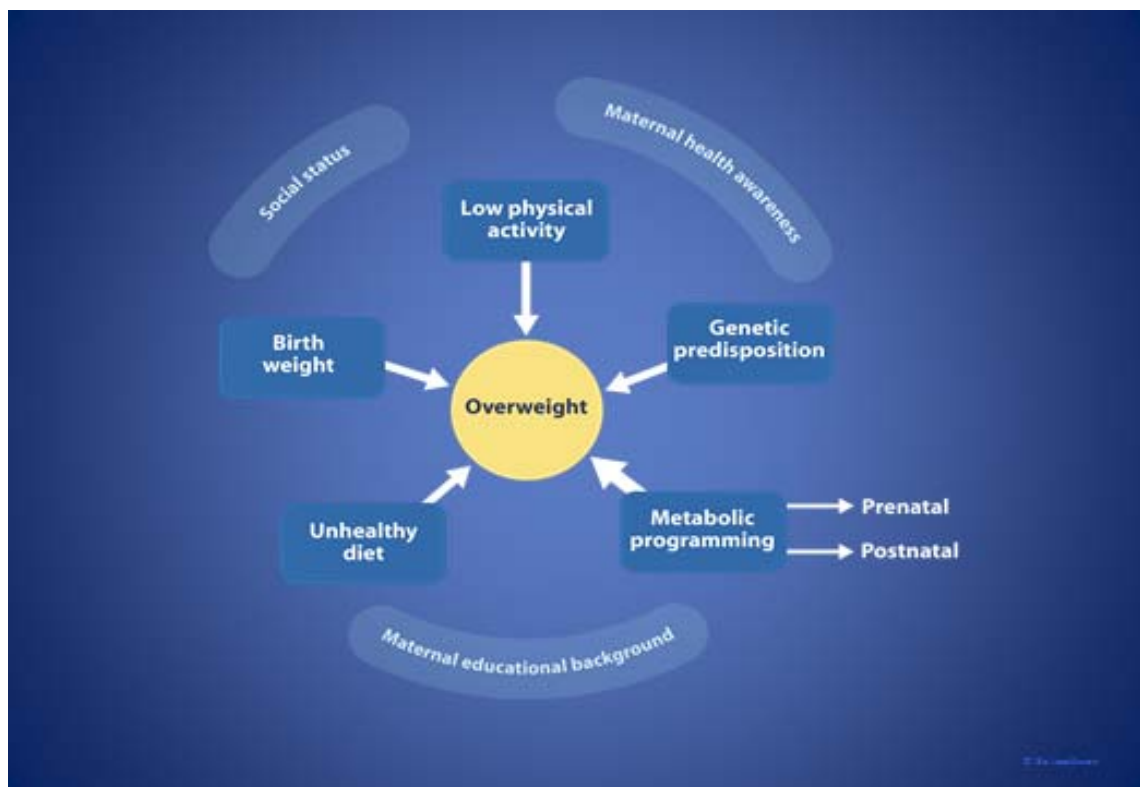 Social status
Maternal health awareness
Low physical
activity
Birth
weight
Genetic
predisposition
Overweight
Unhealthy
diet
Metabolic
programming
Prenatal
Postnatal
Maternal educational background